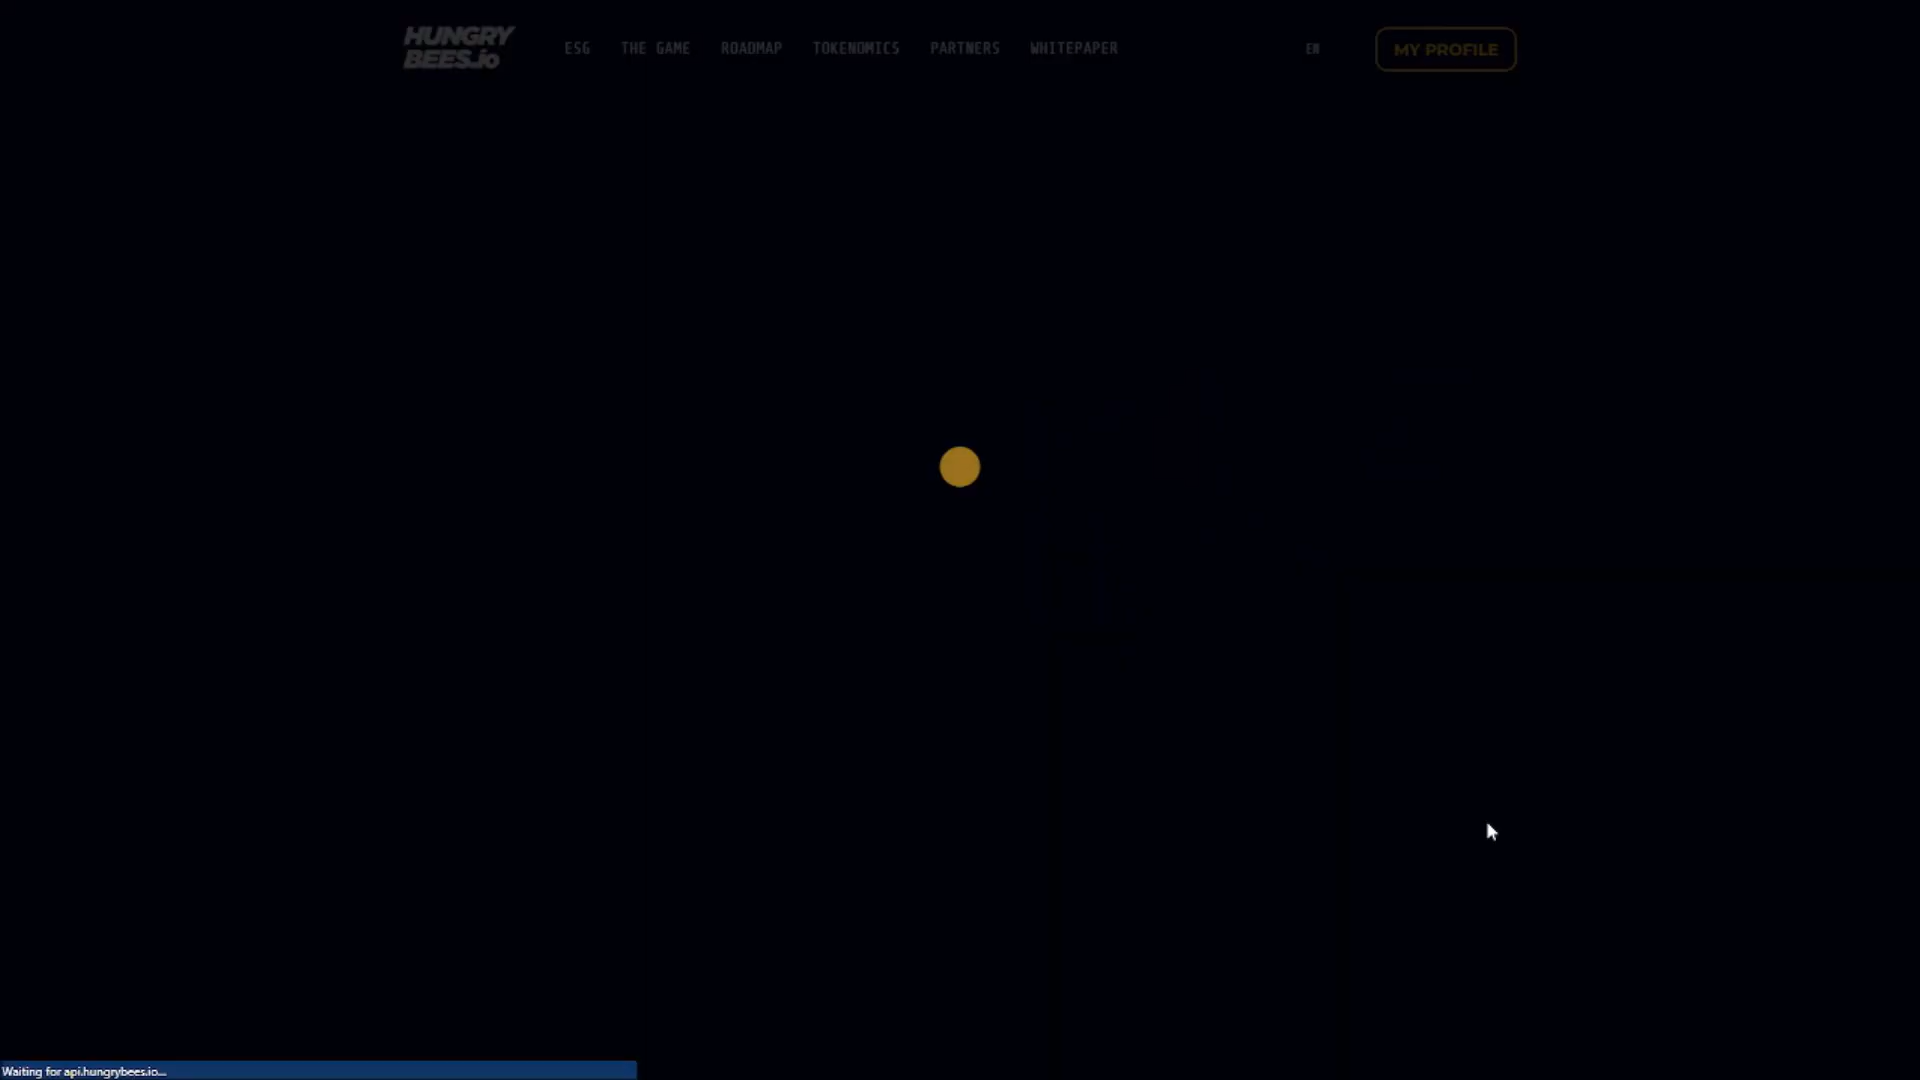 HUNGRY
BEES.io
ESG THE GAME ROADMAP TOKENOMICS PARTNERS WHITEPAPER EN MY PROFILE
Waiting for api.hungrybees.io...